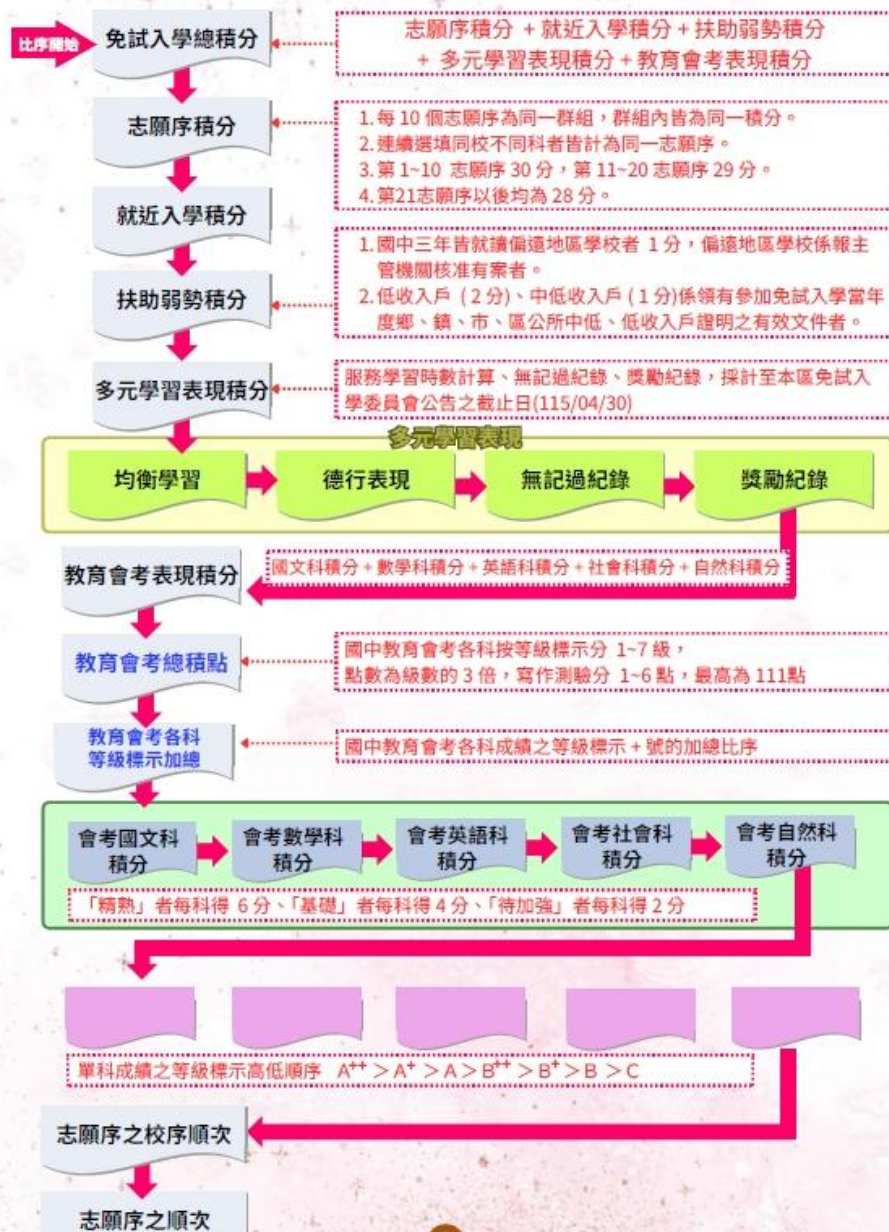 比序開始
免試入學總積分
志願序積分 + 就近入學積分 + 扶助弱勢積分
+ 多元學習表現積分 + 教育會考表現積分
志願序積分
1. 每 10 個志願序為同一群組，群組內皆為同一積分。
2. 連續選填同校不同科者皆計為同一志願序。
3. 第 1~10 志願序 30 分，第 11~20 志願序 29 分。
4. 第21志願序以後均為 28 分。
就近入學積分
扶助弱勢積分
1. 國中三年皆就讀偏遠地區學校者 1 分，偏遠地區學校係報主
管機關核准有案者。
2. 低收入戶 ( 2 分)、中低收入戶 ( 1 分)係領有參加免試入學當年
度鄉、鎮、市、區公所中低、低收入戶證明之有效文件者。
多元學習表現積分
服務學習時數計算、無記過紀錄、獎勵紀錄，採計至本區免試入
學委員會公告之截止日(115/04/30)
多元學習表現
均衡學習
德行表現
無記過紀錄
獎勵紀錄
教育會考表現積分
國文科積分 + 數學科積分 + 英語科積分 + 社會科積分 + 自然科積分
教育會考總積點
國中教育會考各科按等級標示分 1~7 級，
點數為級數的 3 倍，寫作測驗分 1~6 點，最高為 111點
教育會考各科
等級標示加總
國中教育會考各科成績之等級標示 + 號的加總比序
會考國文科
積分
會考數學科
積分
會考英語科
積分
會考社會科
積分
會考自然科
積分
「精熟」者每科得 6 分、「基礎」者每科得 4 分、「待加強」者每科得 2 分
單科成績之等級標示高低順序 A⁺⁺ > A⁺ > A > B⁺⁺ > B⁺ > B > C
志願序之校序順次
志願序之順次